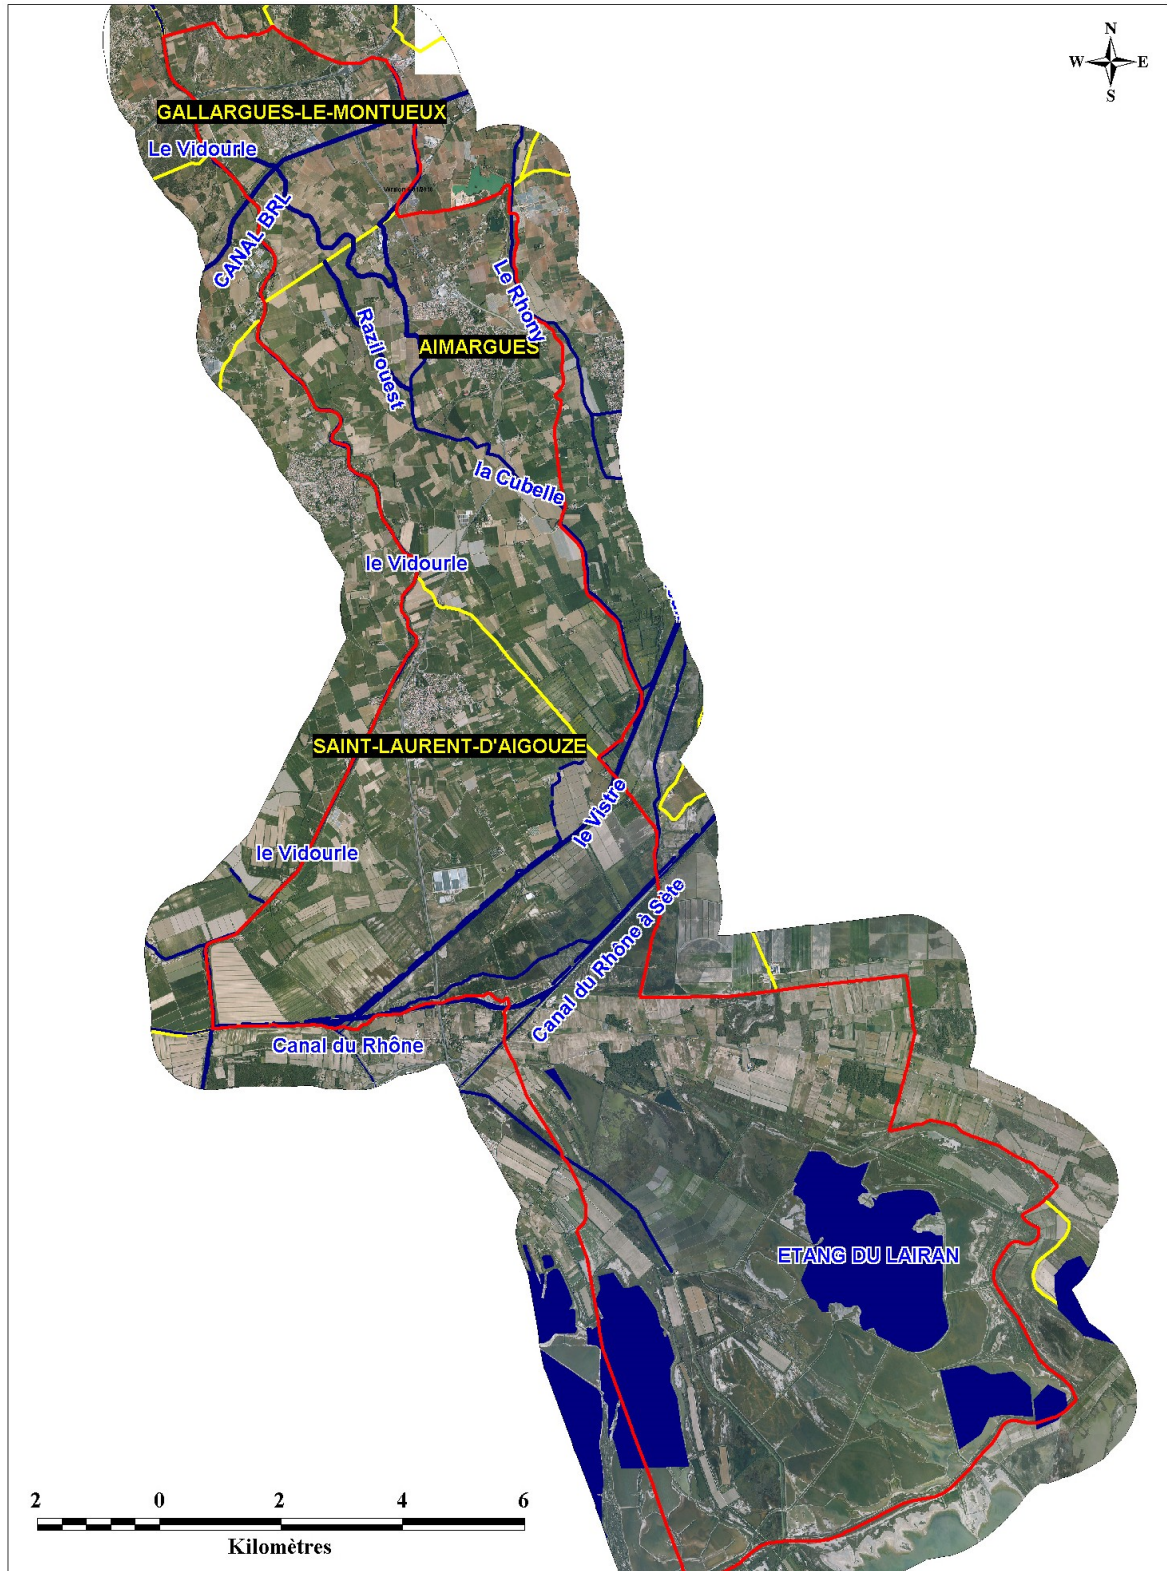 N
W E
S
GALLARGUES-LE-MONTUEUX
Le Vidourle
CANAL BRL
Le Rhony
Razil ouest
AIMARGUES
la Cubelle
le Vidourle
SAINT-LAURENT-D'AIGOUZE
le Vistre
le Vidourle
Canal du Rhône à Sète
Canal du Rhône
ETANG DU LAIRAN
2 0 2 4 6
Kilomètres